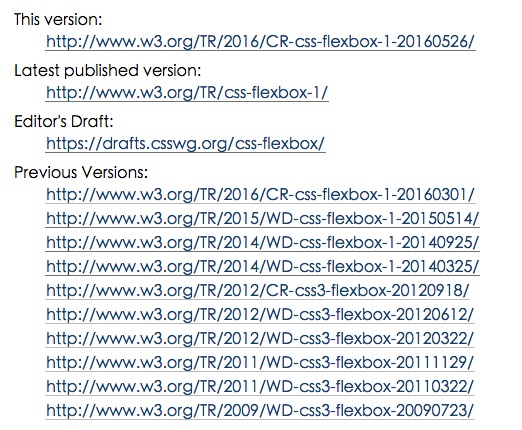 This version:
http://www.w3.org/TR/2016/CR-css-flexbox-1-20160526/
Latest published version:
http://www.w3.org/TR/css-flexbox-1/
Editor's Draft:
https://drafts.csswg.org/css-flexbox/
Previous Versions:
http://www.w3.org/TR/2016/CR-css-flexbox-1-20160301/
http://www.w3.org/TR/2015/WD-css-flexbox-1-20150514/
http://www.w3.org/TR/2014/WD-css-flexbox-1-20140925/
http://www.w3.org/TR/2014/WD-css-flexbox-1-20140325/
http://www.w3.org/TR/2012/CR-css3-flexbox-20120918/
http://www.w3.org/TR/2012/WD-css3-flexbox-20120612/
http://www.w3.org/TR/2012/WD-css3-flexbox-20120322/
http://www.w3.org/TR/2011/WD-css3-flexbox-20111129/
http://www.w3.org/TR/2011/WD-css3-flexbox-20110322/
http://www.w3.org/TR/2009/WD-css3-flexbox-20090723/